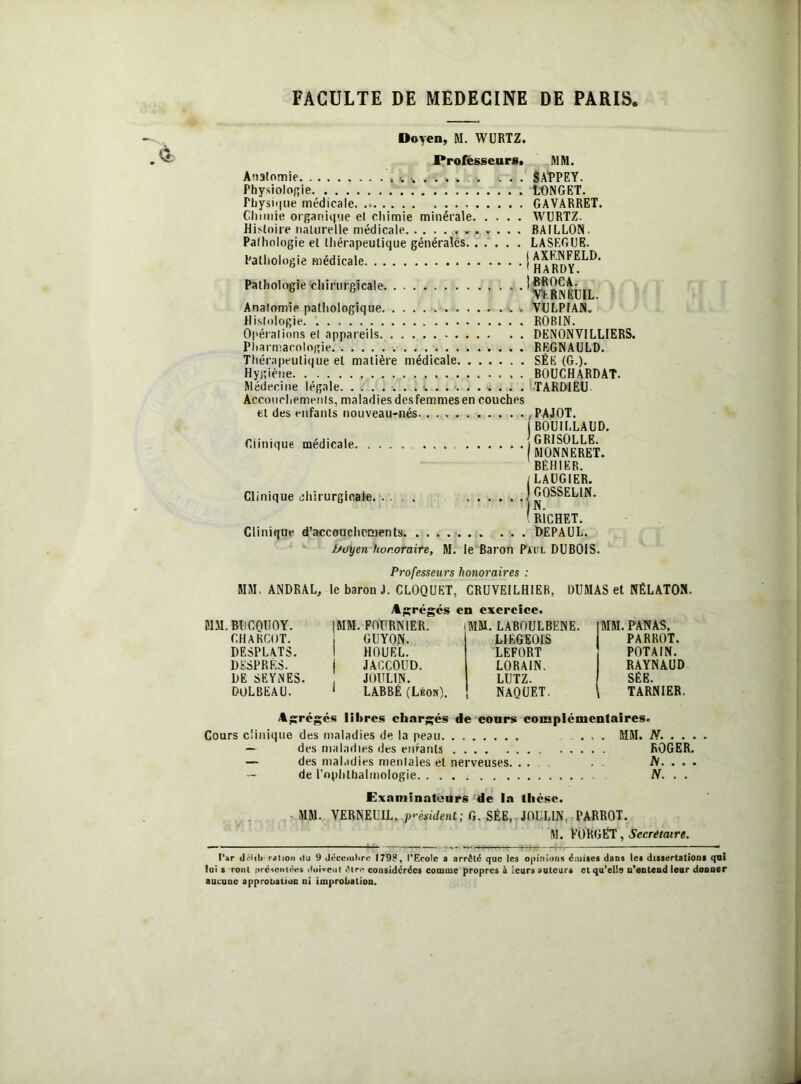 FACULTE DE MEDECINE DE PARIS.
Doyen, M. WURTZ.
Professeurs. MM.
Anatomie. . . . . . . . . . . . . . . . . . SAPPEY.
Physiologie. . . . . . . . . . . . . . . . . LONGET.
Physique médicale. . . . . . . . . . . . . . GAVARRET.
Chimie organique et chimie minérale. . . . . WURTZ.
Histoire naturelle médicale. . . . . . . . . BAILLON.
Pathologie et thérapeutique générales. . . . . . LASEGUE.
Pathologie médicale. . . . . . . . . . . . . { AXENFELD.
HARDY.
Pathologie chirurgicale. . . . . . . . . . . { BROCA.
VERNEUIL.
Anatomie pathologique. . . . . . . . . . . . VULPIAN.
Histologie. . . . . . . . . . . . . . . . . ROBIN.
Opérations et appareils. . . . . . . . . . . DENONVILLIERS.
Pharmacologie. . . . . . . . . . . . . . . . REGNAULD.
Thérapeutique et matière médicale. . . . . . . SÉE (G.).
Hygiène. . . . . . . . . . . . . . . . . . . BOUCHARDAT.
Médecine légale. . . . . . . . . . . . . . . TARDIEU
Accouchements, maladies des femmes en couches
et des enfants nouveau-nés. . . . . . . . . . PAJOT.
Clinique médicale. . . . . . . . . . . . . . { BOUILLAUD.
GRISOLLE.
MONNERET.
BÉHIER.
Clinique chirurgicale. . . . . . . . . . . { LAUGIER.
GOSSELIN.
N.
RICHET.
Clinique d'accouchements. . . . . . . . . . . DEPAUL.
Doyen honoraire, M. le Baron PAUL DUBOIS.
Professeurs honoraires :
MM. ANDRAL, le baron J. CLOQUET, CRUVEILHIER, DUMAS et NÉLATON.
Agrégés en exercice.
MM. BUCQUOY. MM. FOURNIER. MM. LABOULBENE. MM. PANAS,
CHARCOT. GUYON. LIÉGEOIS PARROT.
DESPLATS. HOUEL. LEFORT POTAIN.
DESPRÉS. JACCOUD. LORAIN. RAYNAUD
DE SEYNES. JOULIN. LUTZ. SÉE.
DOLBEAU. LABBÉ (LÉON). NAQUET. TARNIER.
Agrégés libres chargés de cours complémentaires.
Cours clinique des maladies de la peau. . . . . . . . . . . . MM. N. . . . .
— des maladies des enfants . . . . . . . . . . . . . ROGER.
— des maladies mentales et nerveuses. . . . . N. . . .
— de l'ophthalmologie. . . . . . . . . . . . . . . . N. . .
Examinateurs de la thèse.
MM. VERNEUIL, président; G. SÉE, JOULIN, PARROT.
M. FORGET, Secrétaire.
Par délibération du 9 décembre 1798, l'Ecole a arrêté que les opinions émises dans les dissertations qui
lui seront présentées doivent être considérées comme propres à leurs auteurs et qu'elle n'entend leur donner
aucune approbation ni improbation.